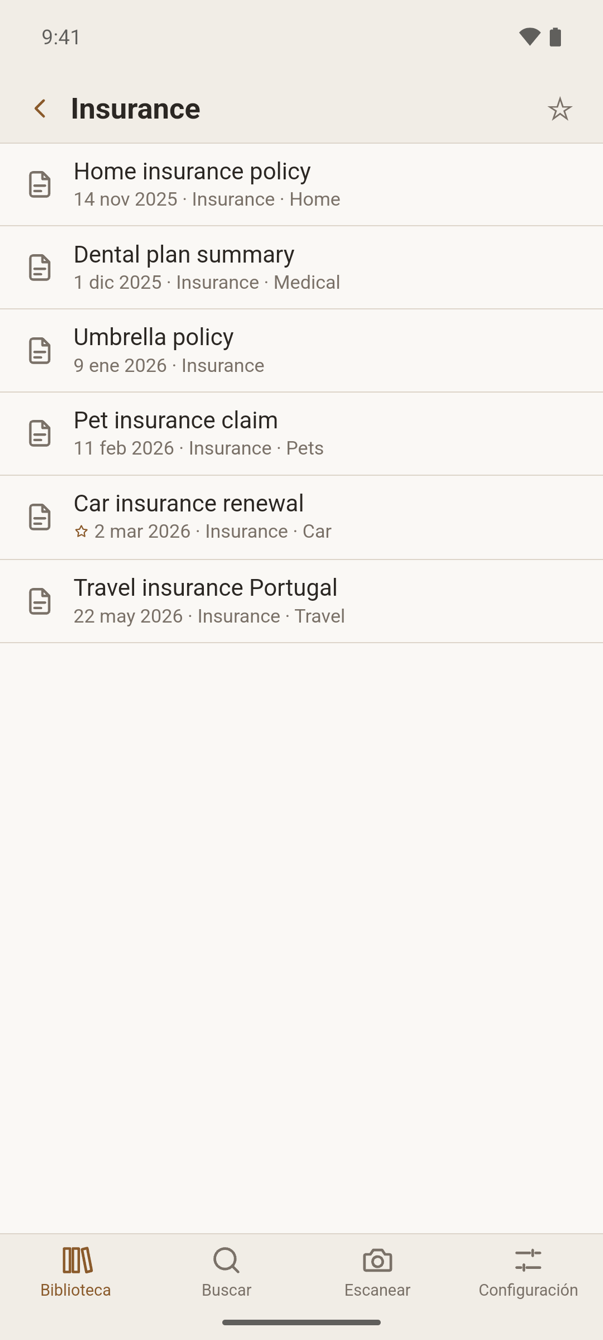 9:41
Insurance
Home insurance policy
14 nov 2025 · Insurance · Home
Dental plan summary
1 dic 2025 · Insurance · Medical
Umbrella policy
9 ene 2026 · Insurance
Pet insurance claim
11 feb 2026 · Insurance · Pets
Car insurance renewal
2 mar 2026 · Insurance · Car
Travel insurance Portugal
22 may 2026 · Insurance · Travel
Biblioteca
Buscar
Escanear
Configuración